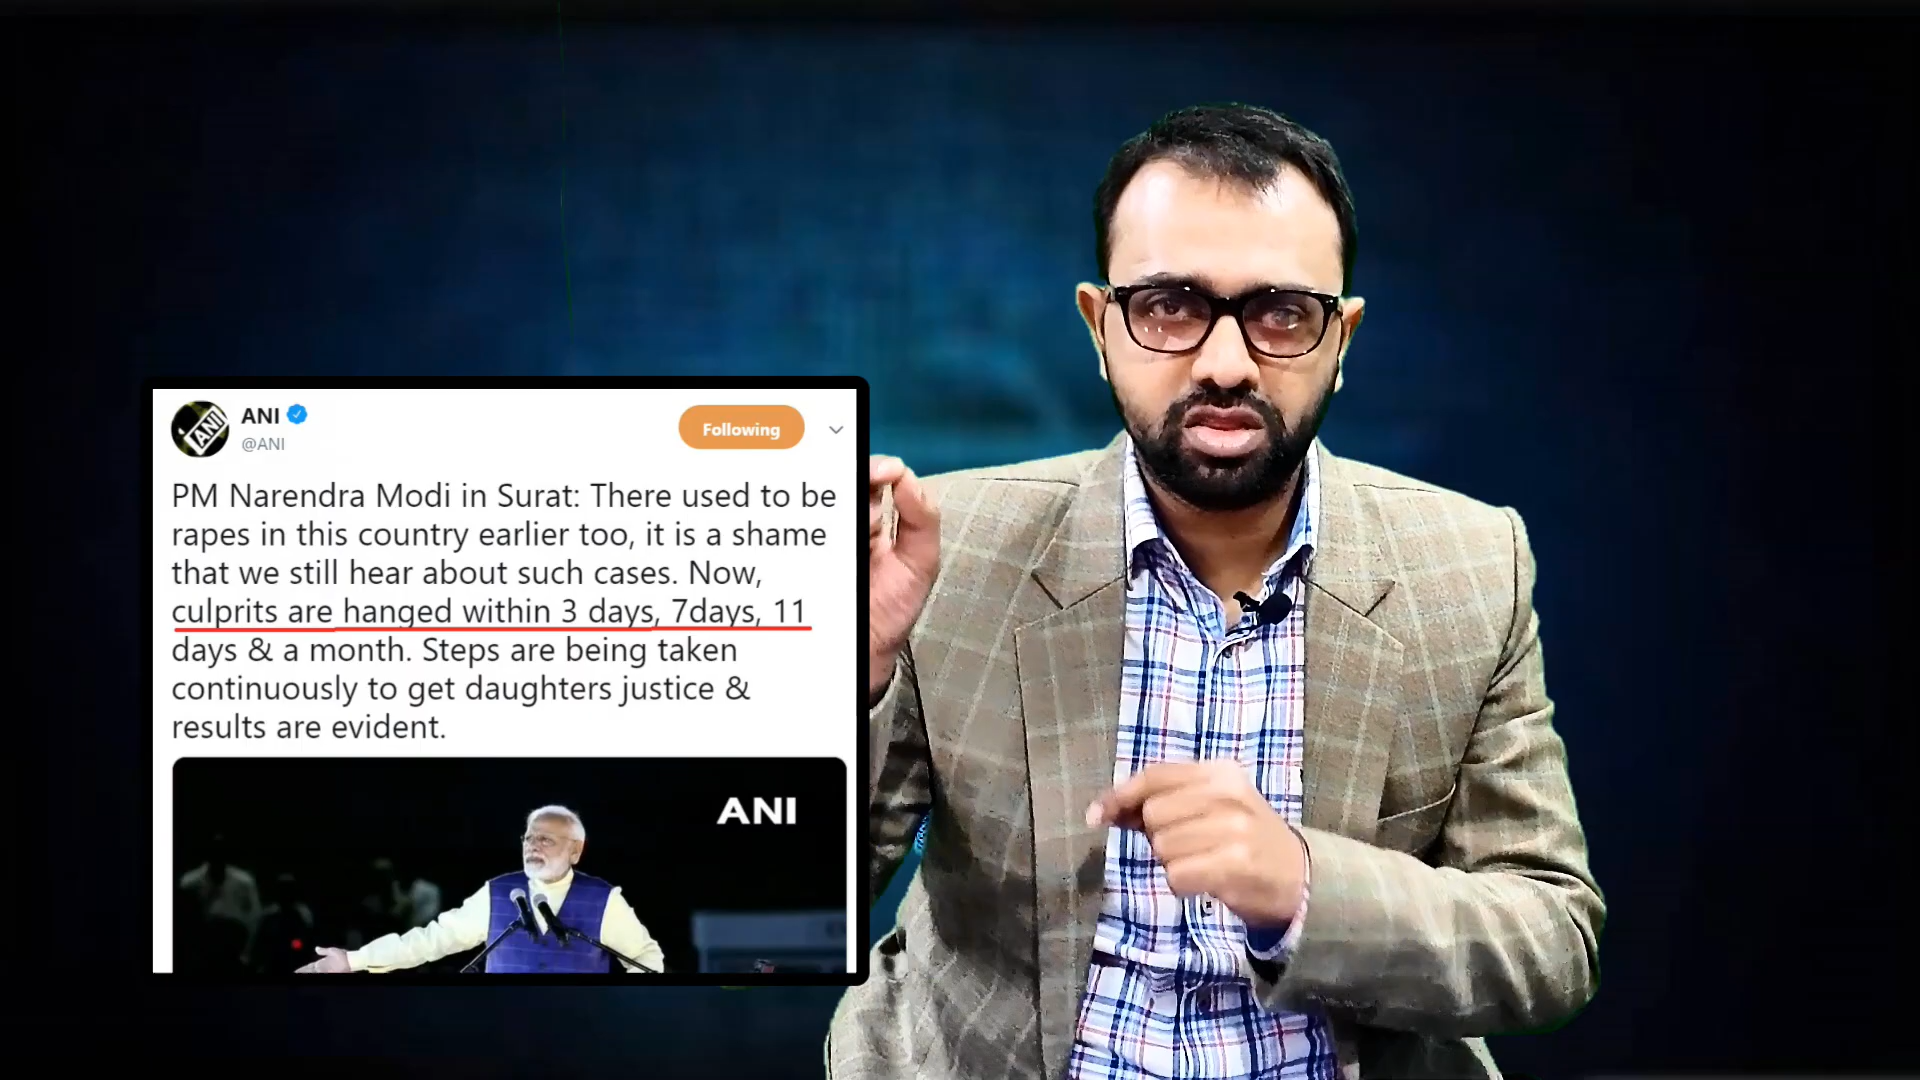 ANI
@ANI
Following
PM Narendra Modi in Surat: There used to be
rapes in this country earlier too, it is a shame
that we still hear about such cases. Now,
culprits are hanged within 3 days, 7days, 11
days & a month. Steps are being taken
continuously to get daughters justice &
results are evident.
ANI